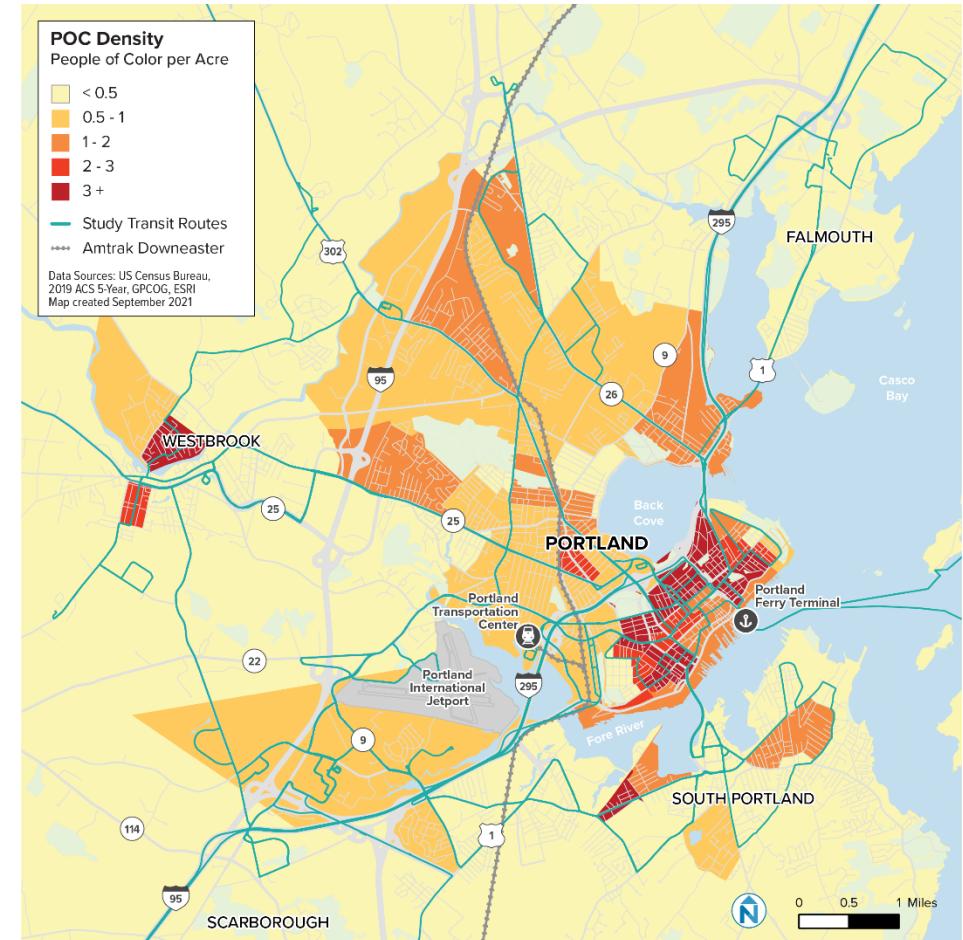 POC Density
People of Color per Acre
< 0.5
0.5 - 1
1 - 2
2 - 3
3 +
Study Transit Routes
Amtrak Downeaster
Data Sources: US Census Bureau,
2019 ACS 5-Year, GPCOG, ESRI
Map created September 2021
302
295
FALMOUTH
9
1
95
26
Casco
Bay
WESTBROOK
25
25
Back
Cove
PORTLAND
Portland
Ferry Terminal
Portland
Transportation
Center
22
Portland
International
Jetport
295
9
Fore River
SOUTH PORTLAND
114
1
95
SCARBOROUGH
N
0 0.5 1 Miles